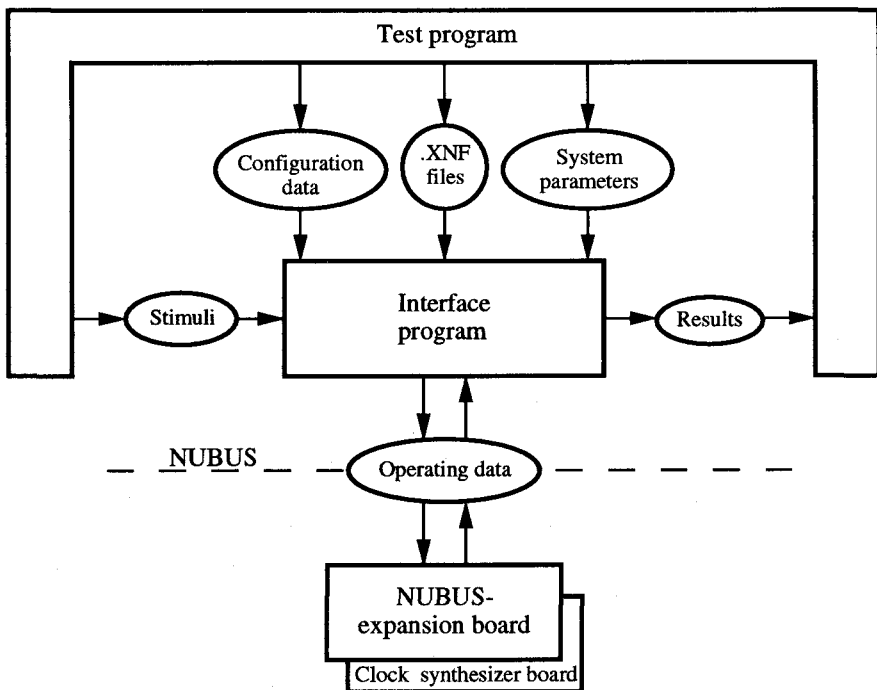 Test program
Configuration
data
.XNF
files
System
parameters
Stimuli
Interface
program
Results
NUBUS
Operating data
NUBUS-
expansion board
Clock synthesizer board